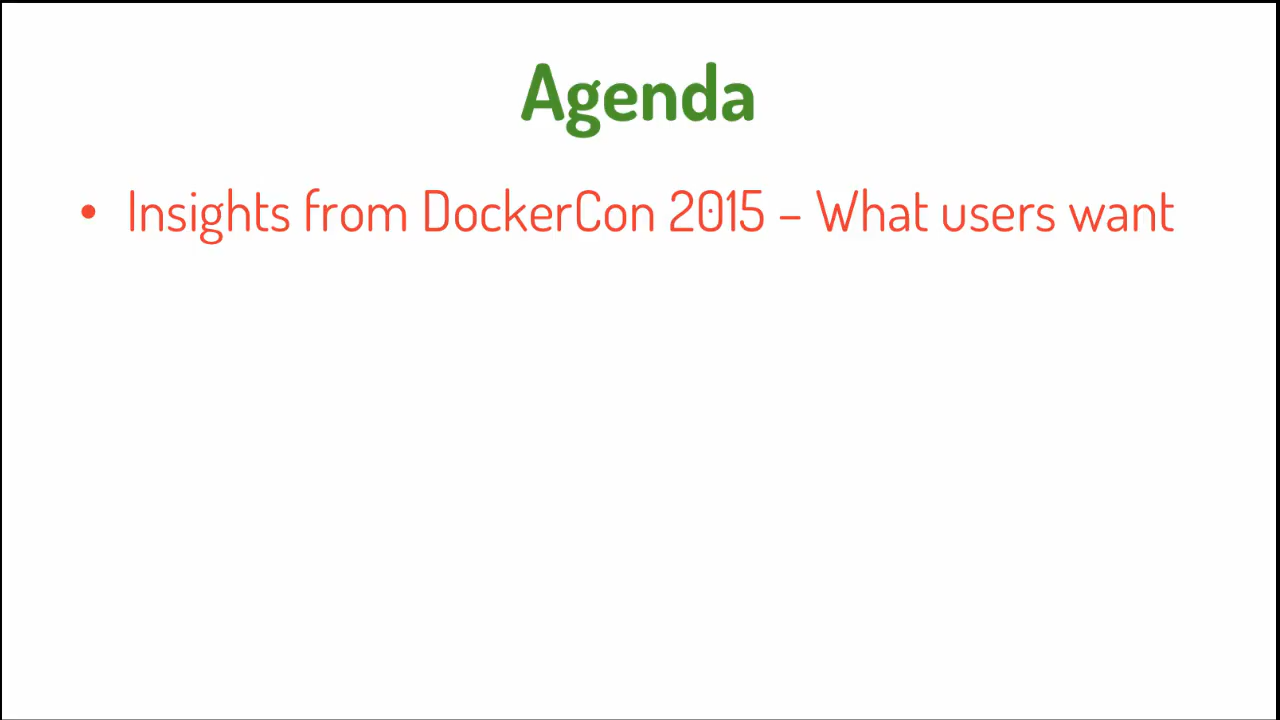 Agenda
• Insights from DockerCon 2015 – What users want